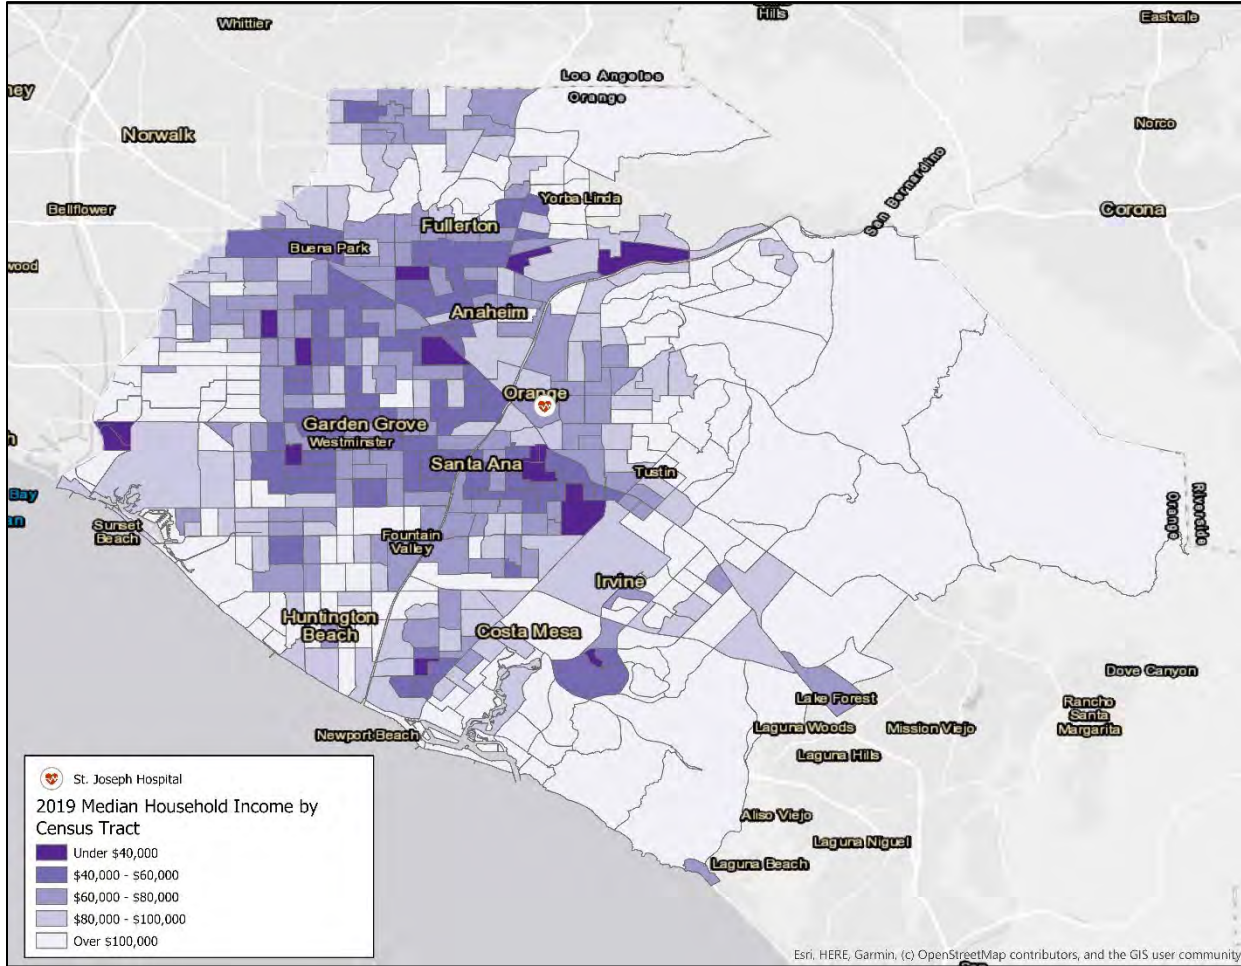 Hills
Eastvale
Whittier
Los Angeles
Orange
ney
Norwalk
Norco
San Bernardino
Yorba Linda
Bellflower
Corona
Fullerton
Buena Park
wood
Anaheim
Orange
Garden Grove
Westminster
h
Santa Ana
Tustin
Bay
an
Riverside
Orange
Sunset
Beach
Fountain
Valley
Irvine
Huntington
Beach
Costa Mesa
Dove Canyon
Lake Forest
Rancho
Santa
Margarita
Newport Beach
Laguna Woods
Mission Viejo
Laguna Hills
Aliso Viejo
Laguna Niguel
Laguna Beach
St. Joseph Hospital
2019 Median Household Income by
Census Tract
Under $40,000
$40,000 - $60,000
$60,000 - $80,000
$80,000 - $100,000
Over $100,000
Esri, HERE, Garmin, (c) OpenStreetMap contributors, and the GIS user community